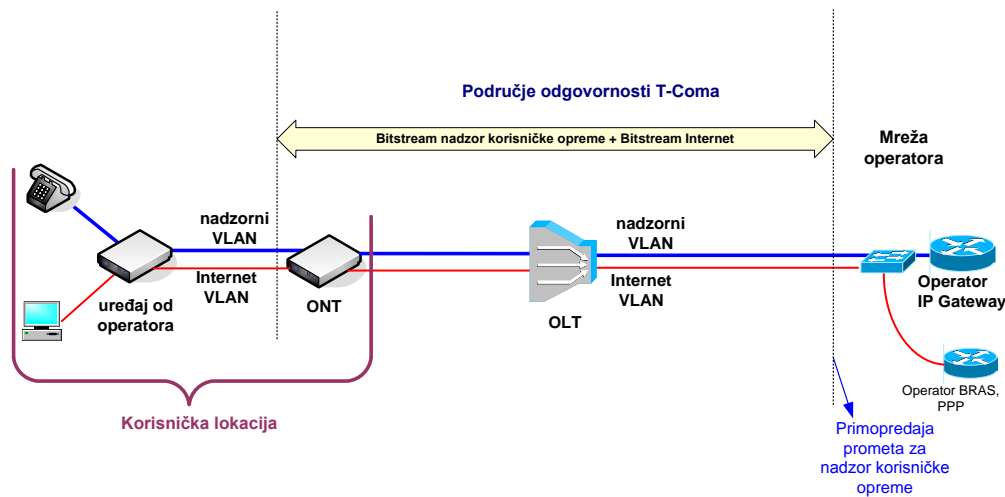 Područje odgovornosti T-Coma
Bitstream nadzor korisničke opreme + Bitstream Internet
Mreža
operatora
nadzorni
VLAN
Internet
VLAN
uređaj od
operatora
ONT
OLT
nadzorni
VLAN
Internet
VLAN
Operator
IP Gateway
Operator BRAS,
PPP
Korisnička lokacija
Primopredaja
prometa za
nadzor korisničke
opreme